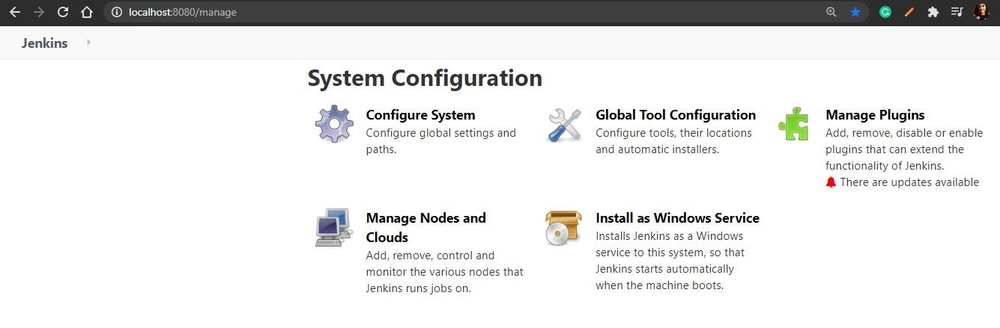 localhost:8080/manage
Jenkins
System Configuration
Configure System
Configure global settings and
paths.
Global Tool Configuration
Configure tools, their locations
and automatic installers.
Manage Plugins
Add, remove, disable or enable
plugins that can extend the
functionality of Jenkins.
There are updates available
Manage Nodes and
Clouds
Add, remove, control and
monitor the various nodes that
Jenkins runs jobs on.
Install as Windows Service
Installs Jenkins as a Windows
service to this system, so that
Jenkins starts automatically
when the machine boots.